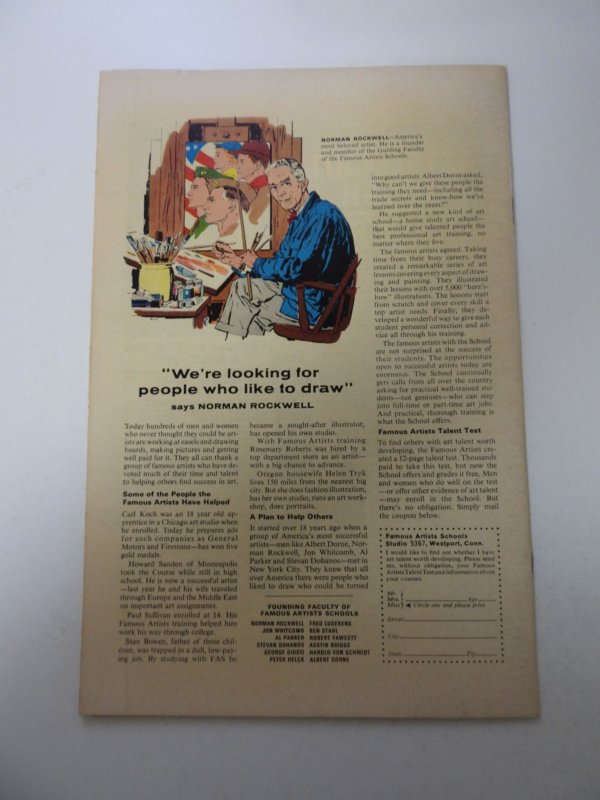 NORMAN ROCKWELL—America's
most beloved artist. He is a founder
and member of the Guiding Faculty
of the Famous Artists Schools.
"We're looking for
people who like to draw"
says NORMAN ROCKWELL
Today hundreds of men and women
who never thought they could be art-
ists are working at easels and drawing
boards, making pictures and getting
well paid for it. They all can thank a
group of famous artists who have de-
voted much of their time and talent
to helping others find success in art.
Some of the People the
Famous Artists Have Helped
Carl Koch was an 18 year old ap-
prentice in a Chicago art studio when
he enrolled. Today he prepares ads
for such companies as General
Motors and Firestone—has won five
gold medals.
Howard Sanden of Minneapolis
took the Course while still in high
school. He is now a successful artist
—last year he and his wife traveled
through Europe and the Middle East
on important art assignments.
Paul Sullivan enrolled at 14. His
Famous Artists training helped him
work his way through college.
Stan Bowen, father of three chil-
dren, was trapped in a dull, low-pay-
ing job. By studying with FAS he
became a sought-after illustrator,
has opened his own studio.
With Famous Artists training
Rosemary Roberts was hired by a
top department store as an artist—
with a big chance to advance.
Oregon housewife Helen Tryk
lives 150 miles from the nearest big
city. But she does fashion illustration,
has her own studio, runs an art work-
shop, does portraits.
A Plan to Help Others
It started over 18 years ago when a
group of America's most successful
artists—men like Albert Dorne, Nor-
man Rockwell, Jon Whitcomb, Al
Parker and Stevan Dohanos—met in
New York City. They knew that all
over America there were people who
liked to draw who could be turned
into good artists. Albert Dorne asked,
"Why can't we give these people the
training they need—including all the
trade secrets and know-how we've
learned over the years?"
He suggested a new kind of art
school—a home study art school—
that would give talented people the
best professional art training, no
matter where they live.
The famous artists agreed. Taking
time from their busy careers, they
created a remarkable series of art
lessons covering every aspect of draw-
ing and painting. They illustrated
their lessons with over 5,000 "here's-
how" illustrations. The lessons start
from scratch and cover every skill a
top artist needs. Finally, they de-
veloped a wonderful way to give each
student personal correction and ad-
vice all through his training.
The famous artists with the School
are not surprised at the success of
their students. The opportunities
open to successful artists today are
enormous. The School continually
gets calls from all over the country
asking for practical well-trained stu-
dents—not geniuses—who can step
into full-time or part-time art jobs.
And practical, thorough training is
what the School offers.
Famous Artists Talent Test
To find others with art talent worth
developing, the Famous Artists cre-
ated a 12-page talent test. Thousands
paid to take this test, but now the
School offers and grades it free. Men
and women who do well on the test
—or offer other evidence of art talent
—may enroll in the School. But
there's no obligation. Simply mail
the coupon below.
FOUNDING FACULTY OF
FAMOUS ARTISTS SCHOOLS
NORMAN ROCKWELL FRED LUDEKENS
JON WHITCOMB BEN STAHL
AL PARKER ROBERT FAWCETT
STEVAN DOHANOS AUSTIN BRIGGS
GEORGE GIUSTI HAROLD VON SCHMIDT
PETER HELCK ALBERT DORNE
Famous Artists Schools
Studio 5367, Westport, Conn.
I would like to find out whether I have
art talent worth developing. Please send
me, without obligation, your Famous
Artists Talent Test and information about
your courses.
Mr.
Mrs. Age
Miss Circle one and please print
Street
City
State Zip